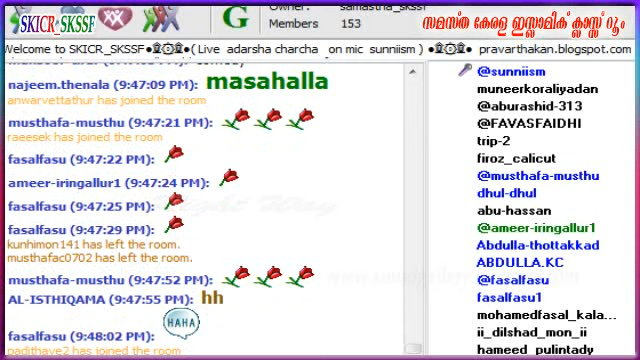 Owner: samastha_skssf
സമസ്ത കേരള ഇസ്ലാമിക് ക്ലാസ്സ് റൂം
SKICR_SKSSF
G
Members 153
Welcome to SKICR_SKSSF●۩۞۩●( Live adarsha charcha on mic sunniism )●۩۞۩● pravarthakan.blogspot.com
najeem.thenala (9:47:09 PM): masahalla
anwarvettathur has joined the room
musthafa-musthu (9:47:21 PM):
raeesek has joined the room
fasalfasu (9:47:22 PM):
ameer-iringallur1 (9:47:24 PM):
fasalfasu (9:47:25 PM):
fasalfasu (9:47:29 PM):
kunhimon141 has left the room.
musthafac0702 has left the room.
musthafa-musthu (9:47:52 PM):
AL-ISTHIQAMA (9:47:55 PM): hh
HAHA
fasalfasu (9:48:02 PM):
padithave2 has joined the room
@sunniism
muneerkoraliyadan
@aburashid-313
@FAVASFAIDHI
trip-2
firoz_calicut
@musthafa-musthu
dhul-dhul
abu-hassan
@ameer-iringallur1
Abdulla-thottakkad
ABDULLA.KC
@fasalfasu
fasalfasu1
mohamedfasal_kala...
ii_dilshad_mon_ii
hameed_pulintady